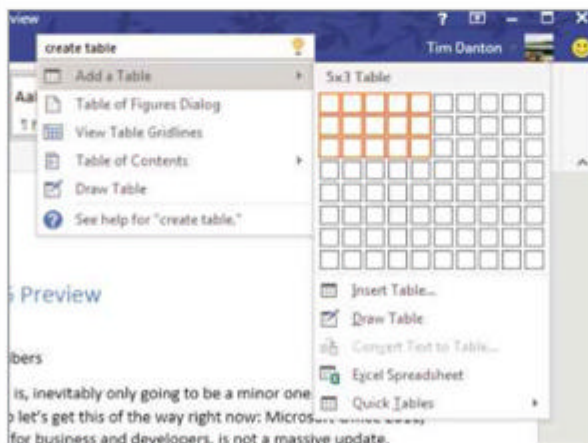 view
?
create table
Tim Danton
Add a Table
Table of Figures Dialog
View Table Gridlines
Table of Contents
Draw Table
See help for "create table."
5x3 Table
Insert Table...
Draw Table
Convert Text to Table...
Excel Spreadsheet
Quick Tables
Preview
bers
is, inevitably only going to be a minor one
let's get this of the way right now: Microsoft Office 2016,
for business and developers, is not a massive update.